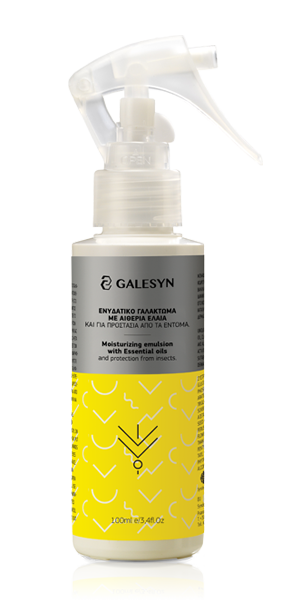 OPEN
GALESYN
ΕΝΥΔΑΤΙΚΟ ΓΑΛΑΚΤΩΜΑ
ΜΕ ΑΙΘΕΡΙΑ ΕΛΑΙΑ
ΚΑΙ ΓΙΑ ΠΡΟΣΤΑΣΙΑ ΑΠΟ ΤΑ ΕΝΤΟΜΑ.
Moisturizing emulsion
with Essential oils
and protection from insects.
100ml e/3.4fl.oz